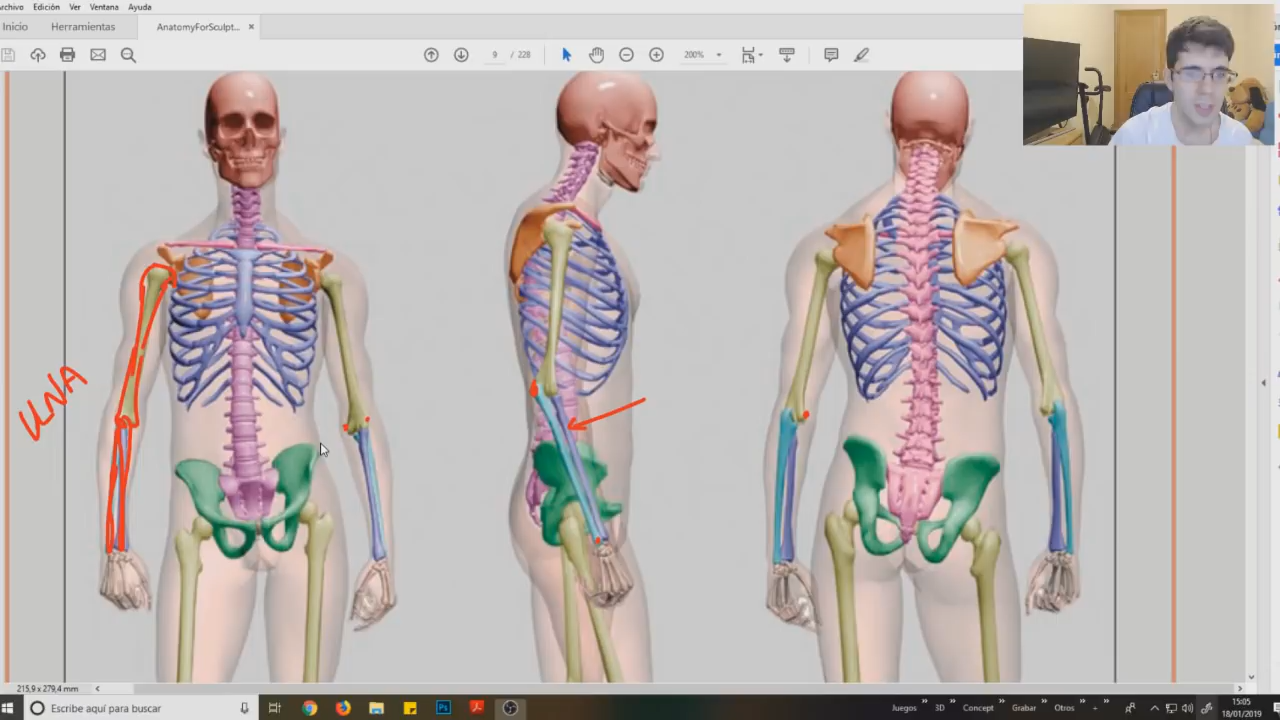 Archivo Edición Ver Ventana Ayuda
Inicio Herramientas AnatomyForSculpt... ×
9 / 228 200%
ULNA
215,9 x 279,4 mm
Escribe aquí para buscar
Juegos » 3D » Concept » Grabar » Otros »
15:05
18/01/2019